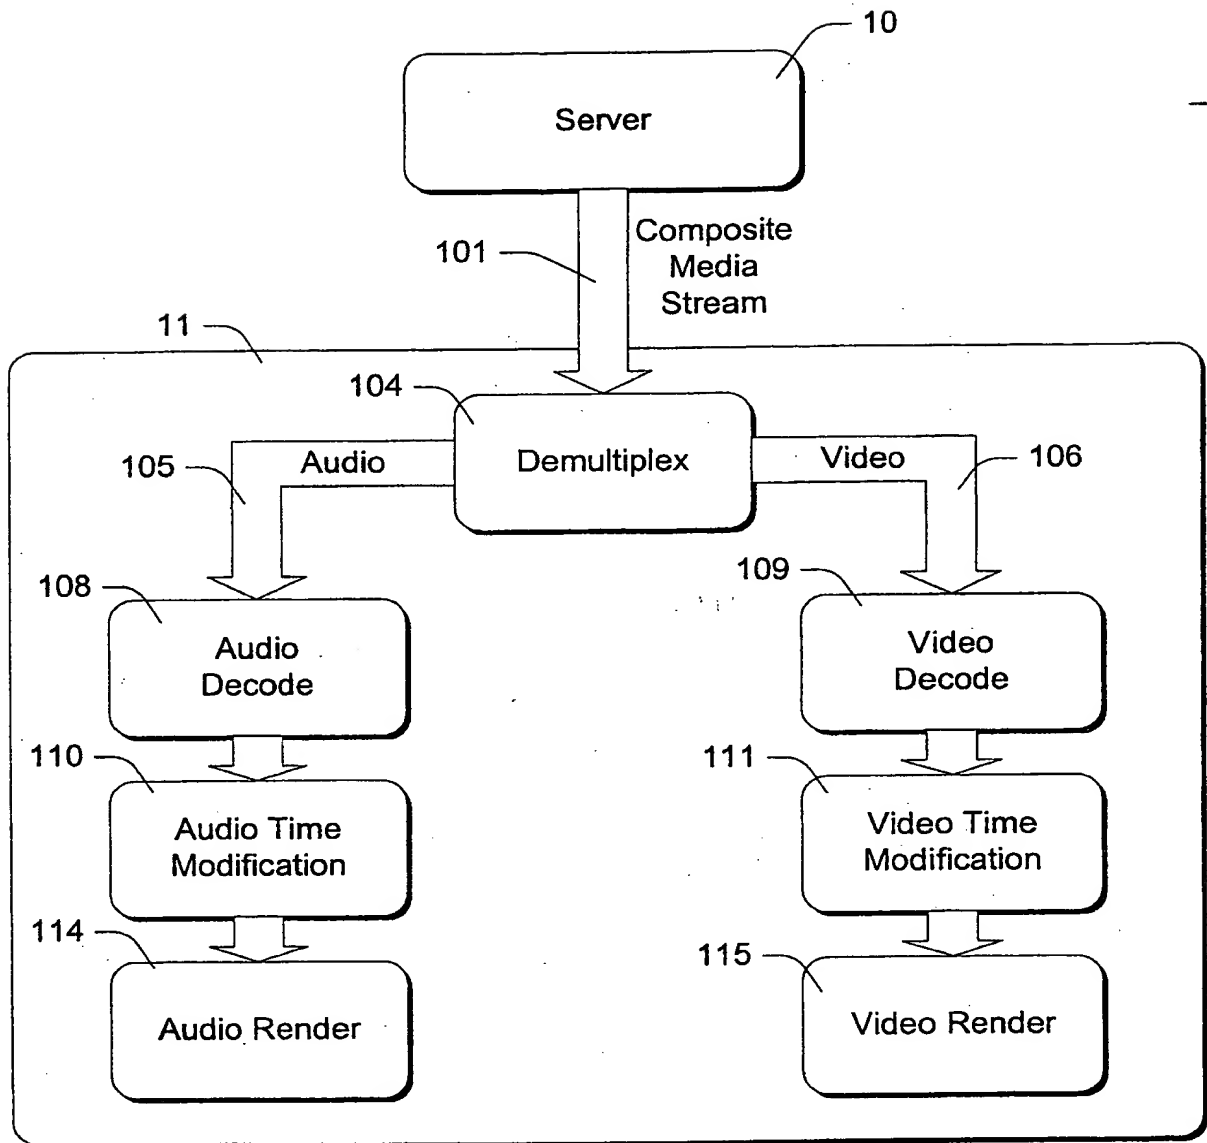 10
Server
101
Composite
Media
Stream
11
104
Demultiplex
105
Audio
Video
106
108
Audio
Decode
109
Video
Decode
110
Audio Time
Modification
111
Video Time
Modification
114
Audio Render
115
Video Render